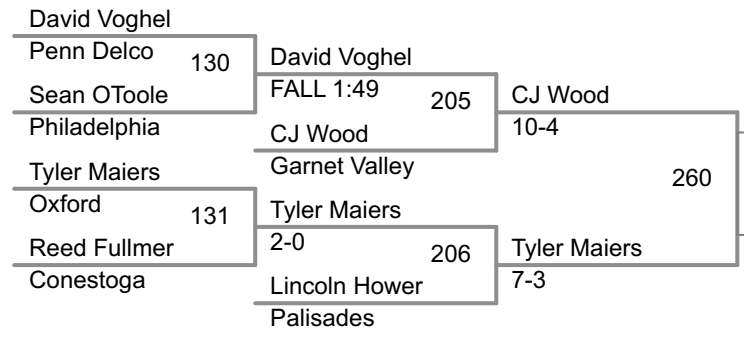 David Voghel
Penn Delco
130
Sean OToole
Philadelphia
David Voghel
FALL 1:49
205
CJ Wood
Garnet Valley
CJ Wood
10-4
260
Tyler Maiers
Oxford
131
Reed Fullmer
Conestoga
Tyler Maiers
2-0
206
Lincoln Hower
Palisades
Tyler Maiers
7-3